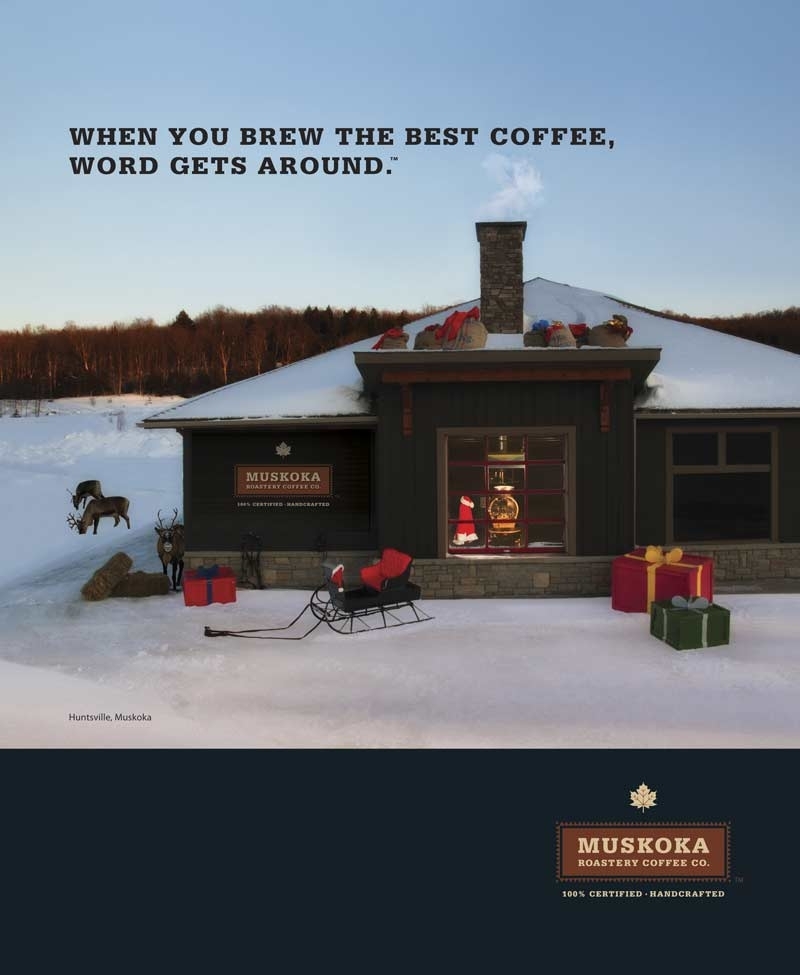 WHEN YOU BREW THE BEST COFFEE,
WORD GETS AROUND.™
MUSKOKA
ROASTERY COFFEE CO.
100% CERTIFIED · HANDCRAFTED
Huntsville, Muskoka
MUSKOKA
ROASTERY COFFEE CO. ™
100% CERTIFIED · HANDCRAFTED